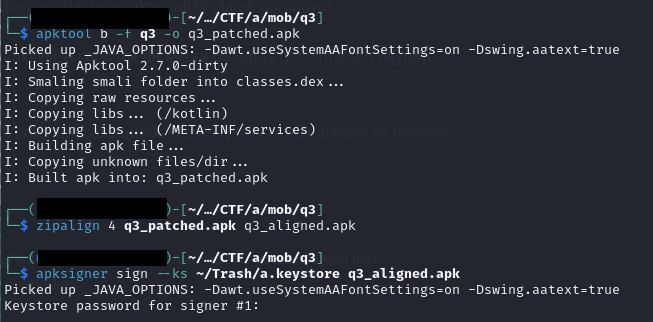 ┌──( )-[~/…/CTF/a/mob/q3]
└─$ apktool b -f q3 -o q3_patched.apk
Picked up _JAVA_OPTIONS: -Dawt.useSystemAAFontSettings=on -Dswing.aatext=true
I: Using Apktool 2.7.0-dirty
I: Smaling smali folder into classes.dex...
I: Copying raw resources...
I: Copying libs... (/kotlin)
I: Copying libs... (/META-INF/services)
I: Building apk file...
I: Copying unknown files/dir...
I: Built apk into: q3_patched.apk
┌──( )-[~/…/CTF/a/mob/q3]
└─$ zipalign 4 q3_patched.apk q3_aligned.apk
┌──( )-[~/…/CTF/a/mob/q3]
└─$ apksigner sign --ks ~/Trash/a.keystore q3_aligned.apk
Picked up _JAVA_OPTIONS: -Dawt.useSystemAAFontSettings=on -Dswing.aatext=true
Keystore password for signer #1: